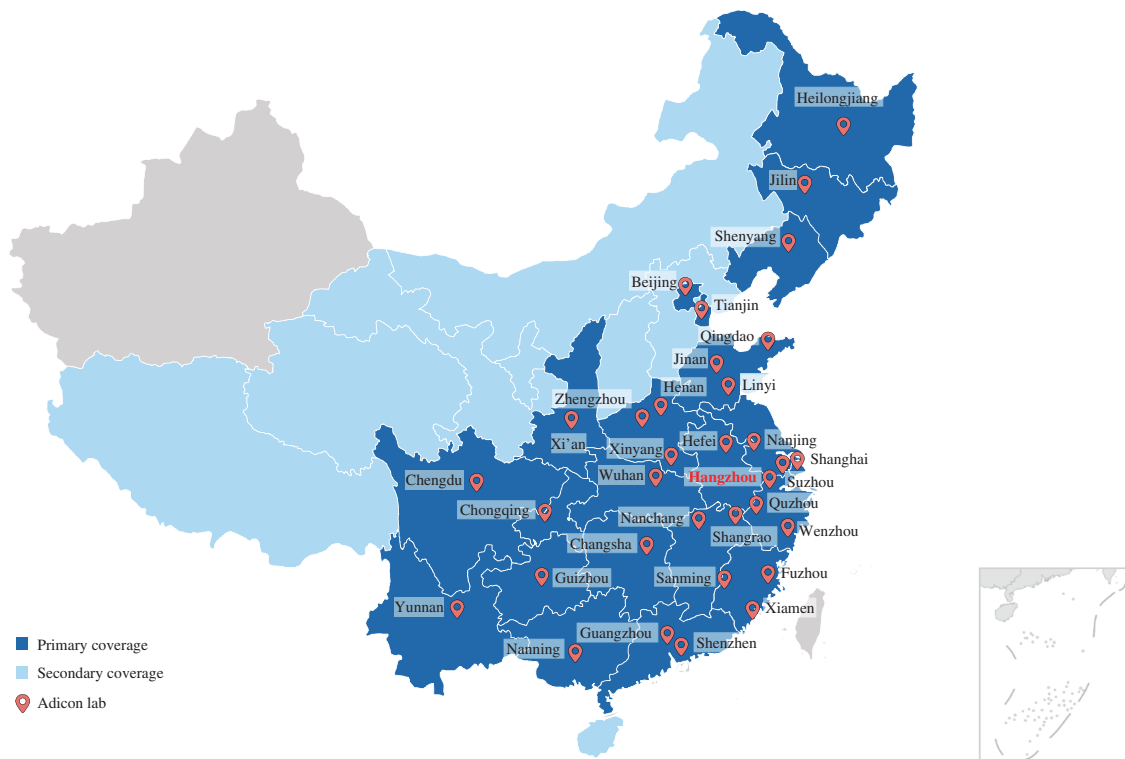 Heilongjiang
Jilin
Shenyang
Beijing
Tianjin
Qingdao
Jinan
Linyi
Henan
Zhengzhou
Xi’an
Xinyang
Hefei
Nanjing
Shanghai
Suzhou
Hangzhou
Wuhan
Chengdu
Chongqing
Quzhou
Nanchang
Shangrao
Wenzhou
Changsha
Guizhou
Sanming
Fuzhou
Yunnan
Xiamen
Guangzhou
Shenzhen
Nanning
Primary coverage
Secondary coverage
Adicon lab